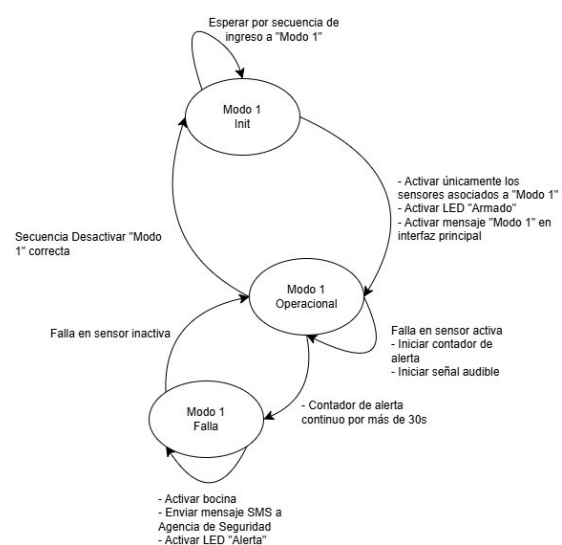 Esperar por secuencia de
ingreso a "Modo 1"
Modo 1
Init
- Activar únicamente los
sensores asociados a "Modo 1"
- Activar LED "Armado"
- Activar mensaje "Modo 1" en
interfaz principal
Secuencia Desactivar "Modo
1" correcta
Modo 1
Operacional
Falla en sensor activa
- Iniciar contador de
alerta
- Iniciar señal audible
Falla en sensor inactiva
- Contador de alerta
continuo por más de 30s
Modo 1
Falla
- Activar bocina
- Enviar mensaje SMS a
Agencia de Seguridad
- Activar LED "Alerta"